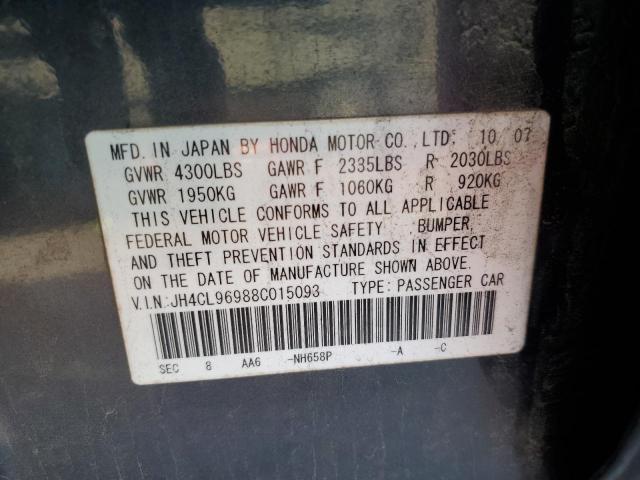 MFD. IN JAPAN BY HONDA MOTOR CO.,LTD. 10 07
GVWR 4300LBS GAWR F 2335LBS R 2030LBS
GVWR 1950KG GAWR F 1060KG R 920KG
THIS VEHICLE CONFORMS TO ALL APPLICABLE
FEDERAL MOTOR VEHICLE SAFETY BUMPER,
AND THEFT PREVENTION STANDARDS IN EFFECT
ON THE DATE OF MANUFACTURE SHOWN ABOVE.
V.I.N:JH4CL96988C015093 TYPE: PASSENGER CAR
SEC 8 AA6 -NH658P -A -C